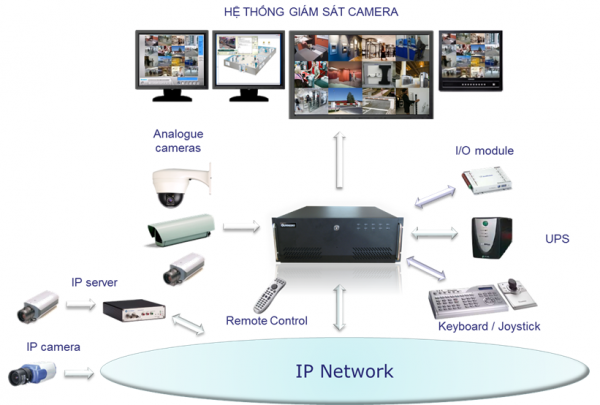 HỆ THỐNG GIÁM SÁT CAMERA
Analogue
cameras
I/O module
UPS
IP server
Remote Control
Keyboard / Joystick
IP camera
IP Network